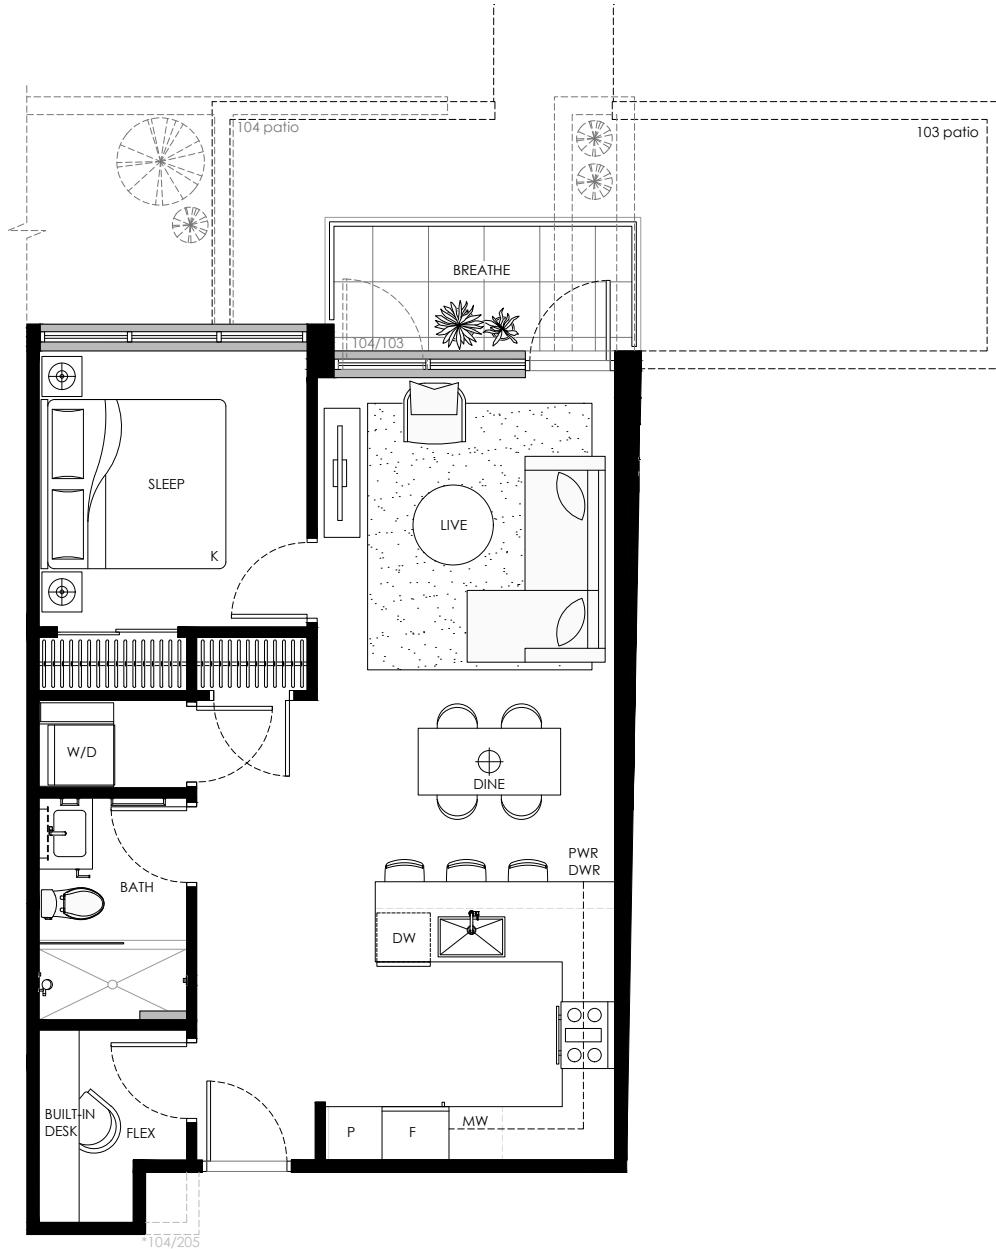 104 patio
103 patio
BREATHE
104/103
SLEEP
K
LIVE
W/D
DINE
PWR
DWR
BATH
DW
BUILT-IN
DESK
FLEX
P
F
MW
*104/205